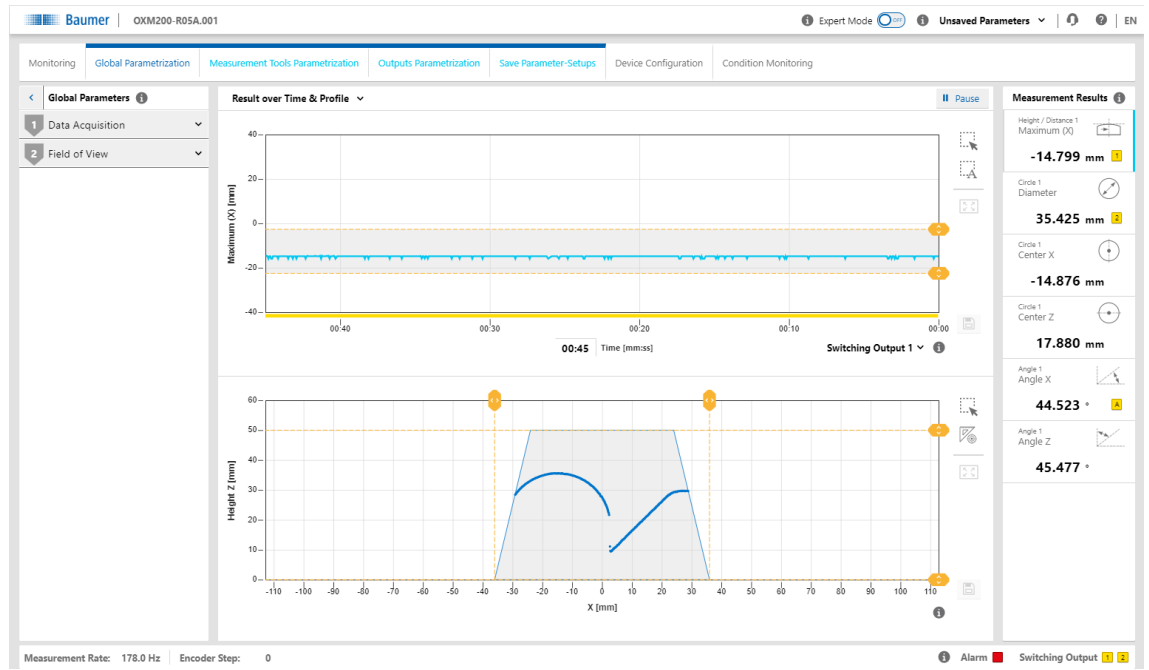 Baumer OXM200-R05A.001 Expert Mode OFF Unsaved Parameters EN
Monitoring Global Parametrization Measurement Tools Parametrization Outputs Parametrization Save Parameter-Setups Device Configuration Condition Monitoring
Global Parameters
1 Data Acquisition
2 Field of View
Result over Time & Profile
Pause
Maximum (X) [mm]
40
20
0
-20
-40
00:40 00:30 00:20 00:10 00:00
00:45 Time [mm:ss]
Switching Output 1
Height Z [mm]
60
50
40
30
20
10
0
-110 -100 -90 -80 -70 -60 -50 -40 -30 -20 -10 0 10 20 30 40 50 60 70 80 90 100 110
X [mm]
Measurement Results
Height / Distance 1
Maximum (X)
-14.799 mm 1
Circle 1
Diameter
35.425 mm 2
Circle 1
Center X
-14.876 mm
Circle 1
Center Z
17.880 mm
Angle 1
Angle X
44.523 ° A
Angle 1
Angle Z
45.477 °
Measurement Rate: 178.0 Hz Encoder Step: 0 Alarm Switching Output 1 2